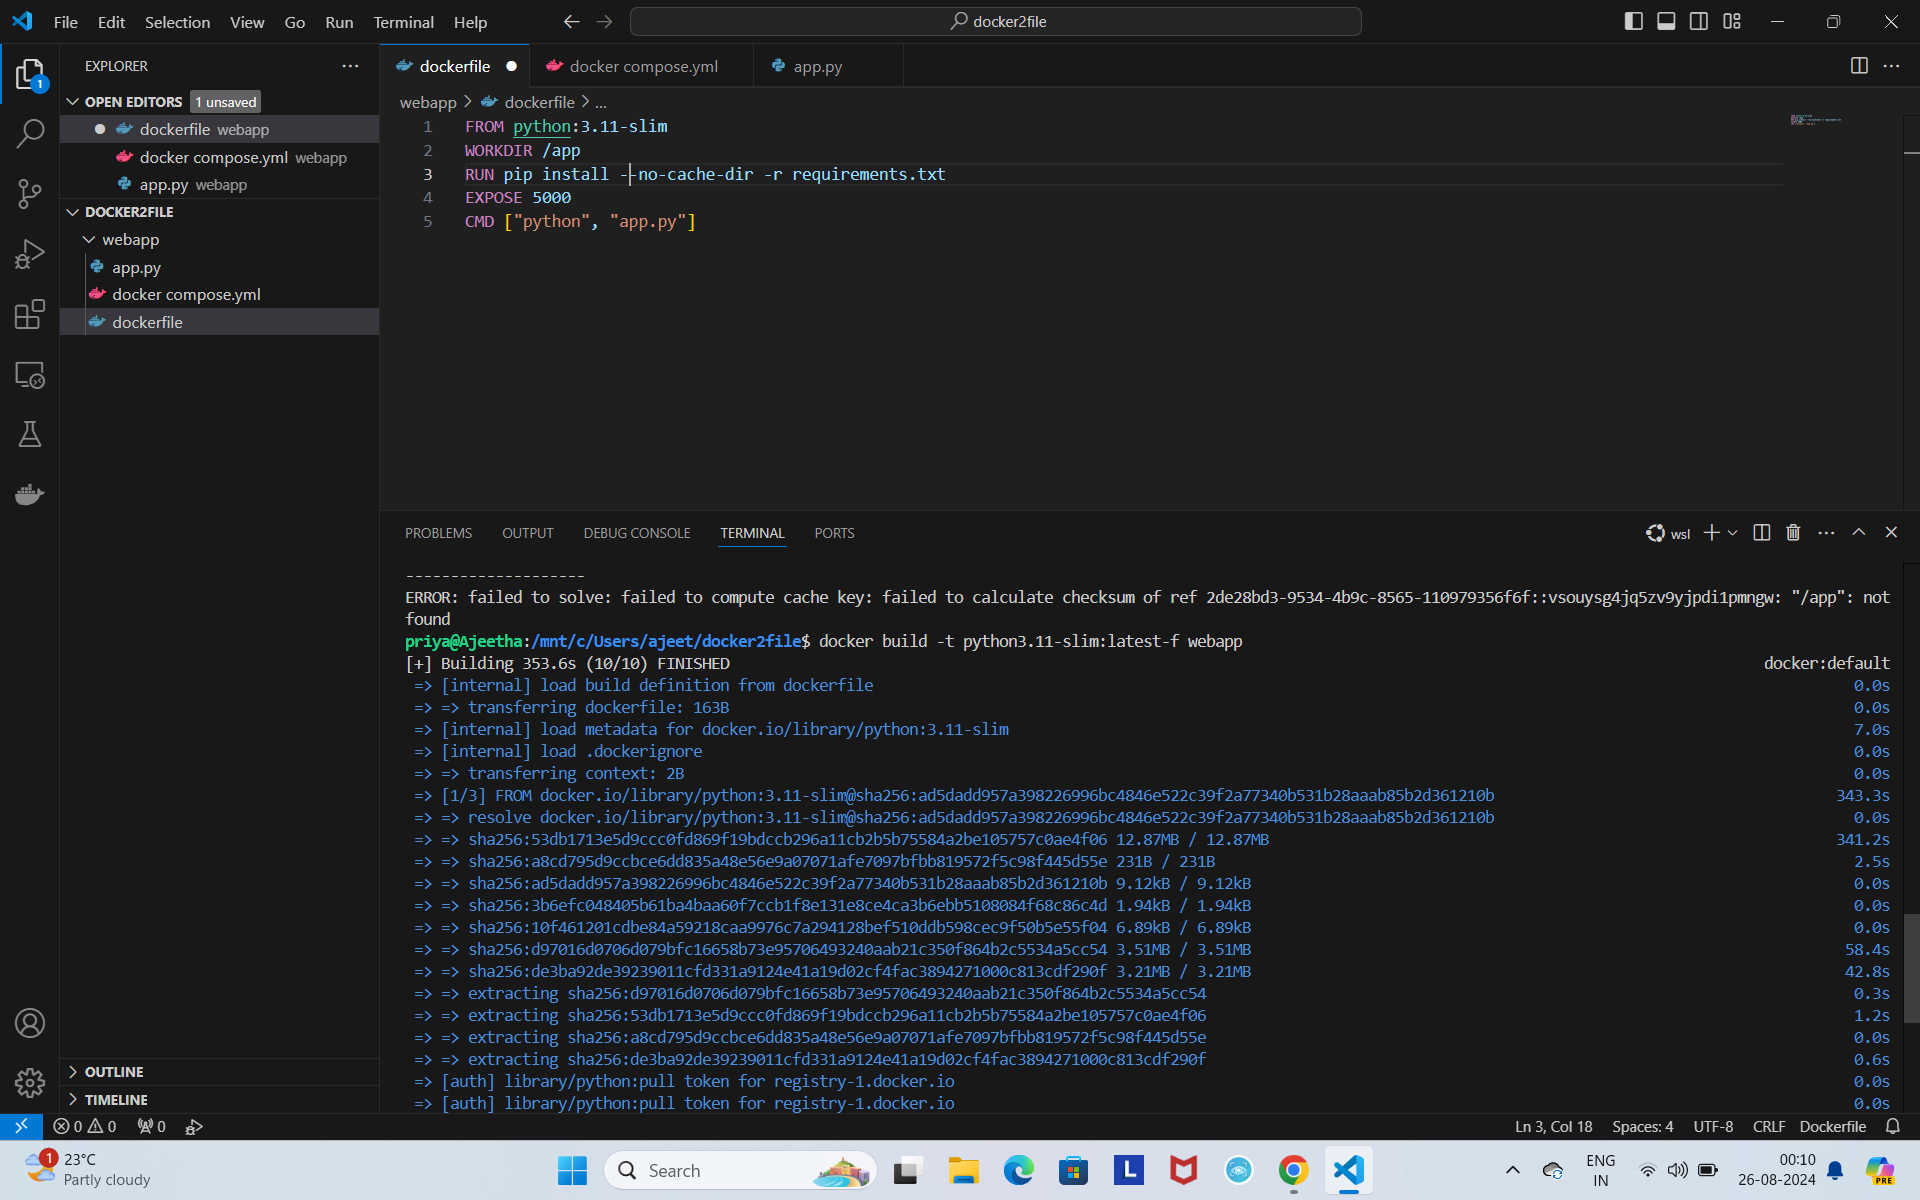 File Edit Selection View Go Run Terminal Help
docker2file
EXPLORER
OPEN EDITORS 1 unsaved
dockerfile webapp
docker compose.yml webapp
app.py webapp
DOCKER2FILE
webapp
app.py
docker compose.yml
dockerfile
OUTLINE
TIMELINE
1
dockerfile docker compose.yml app.py
webapp > dockerfile > ...
1 FROM python:3.11-slim
2 WORKDIR /app
3 RUN pip install --no-cache-dir -r requirements.txt
4 EXPOSE 5000
5 CMD ["python", "app.py"]
PROBLEMS OUTPUT DEBUG CONSOLE TERMINAL PORTS
wsl
--------------------
ERROR: failed to solve: failed to compute cache key: failed to calculate checksum of ref 2de28bd3-9534-4b9c-8565-110979356f6f::vsouysg4jq5zv9yjpdi1pmngw: "/app": not
found
priya@Ajeetha:/mnt/c/Users/ajeet/docker2file$ docker build -t python3.11-slim:latest-f webapp
[+] Building 353.6s (10/10) FINISHED docker:default
=> [internal] load build definition from dockerfile 0.0s
=> => transferring dockerfile: 163B 0.0s
=> [internal] load metadata for docker.io/library/python:3.11-slim 7.0s
=> [internal] load .dockerignore 0.0s
=> => transferring context: 2B 0.0s
=> [1/3] FROM docker.io/library/python:3.11-slim@sha256:ad5dadd957a398226996bc4846e522c39f2a77340b531b28aaab85b2d361210b 343.3s
=> => resolve docker.io/library/python:3.11-slim@sha256:ad5dadd957a398226996bc4846e522c39f2a77340b531b28aaab85b2d361210b 0.0s
=> => sha256:53db1713e5d9ccc0fd869f19bdccb296a11cb2b5b75584a2be105757c0ae4f06 12.87MB / 12.87MB 341.2s
=> => sha256:a8cd795d9ccbce6dd835a48e56e9a07071afe7097bfbb819572f5c98f445d55e 231B / 231B 2.5s
=> => sha256:ad5dadd957a398226996bc4846e522c39f2a77340b531b28aaab85b2d361210b 9.12kB / 9.12kB 0.0s
=> => sha256:3b6efc048405b61ba4baa60f7ccb1f8e131e8ce4ca3b6ebb5108084f68c86c4d 1.94kB / 1.94kB 0.0s
=> => sha256:10f461201cdbe84a59218caa9976c7a294128bef510ddb598cec9f50b5e55f04 6.89kB / 6.89kB 0.0s
=> => sha256:d97016d0706d079bfc16658b73e95706493240aab21c350f864b2c5534a5cc54 3.51MB / 3.51MB 58.4s
=> => sha256:de3ba92de39239011cfd331a9124e41a19d02cf4fac3894271000c813cdf290f 3.21MB / 3.21MB 42.8s
=> => extracting sha256:d97016d0706d079bfc16658b73e95706493240aab21c350f864b2c5534a5cc54 0.3s
=> => extracting sha256:53db1713e5d9ccc0fd869f19bdccb296a11cb2b5b75584a2be105757c0ae4f06 1.2s
=> => extracting sha256:a8cd795d9ccbce6dd835a48e56e9a07071afe7097bfbb819572f5c98f445d55e 0.0s
=> => extracting sha256:de3ba92de39239011cfd331a9124e41a19d02cf4fac3894271000c813cdf290f 0.6s
=> [auth] library/python:pull token for registry-1.docker.io 0.0s
=> [auth] library/python:pull token for registry-1.docker.io 0.0s
0 0 0 Ln 3, Col 18 Spaces: 4 UTF-8 CRLF Dockerfile
1 23°C
Partly cloudy
Search
L
ENG
IN
00:10
26-08-2024
PRE